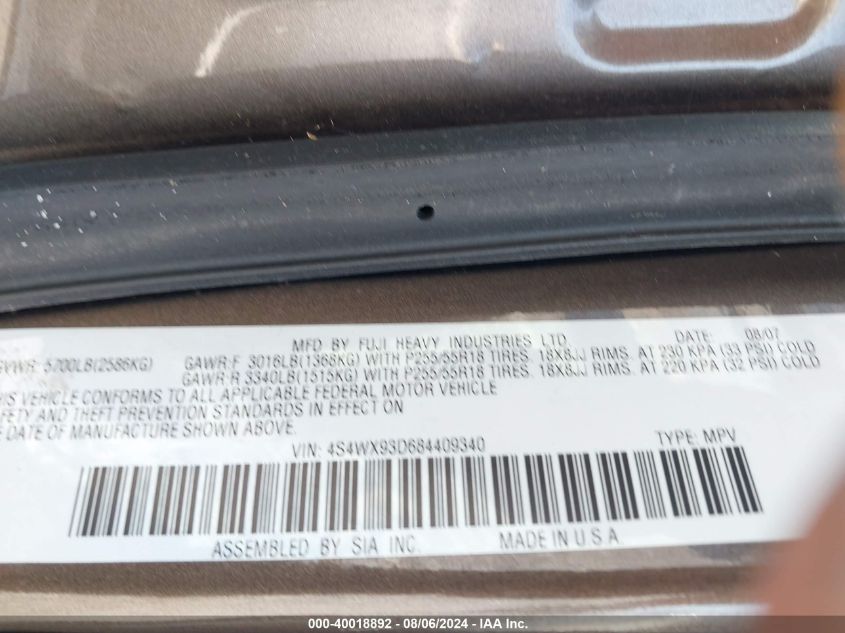 MFD BY FUJI HEAVY INDUSTRIES LTD. DATE: 08/07
GVWR: 5700LB(2586KG) GAWR:F 3016LB(1368KG) WITH P255/55R18 TIRES. 18X8JJ RIMS. AT 230 KPA (33 PSI) COLD
GAWR:R 3340LB(1515KG) WITH P255/55R18 TIRES. 18X8JJ RIMS. AT 220 KPA (32 PSI) COLD
THIS VEHICLE CONFORMS TO ALL APPLICABLE FEDERAL MOTOR VEHICLE
FETY AND THEFT PREVENTION STANDARDS IN EFFECT ON
E DATE OF MANUFACTURE SHOWN ABOVE.
VIN: 4S4WX93D684409340 TYPE: MPV
ASSEMBLED BY SIA INC. MADE IN U.S.A.
000-40018892 - 08/06/2024 - IAA Inc.